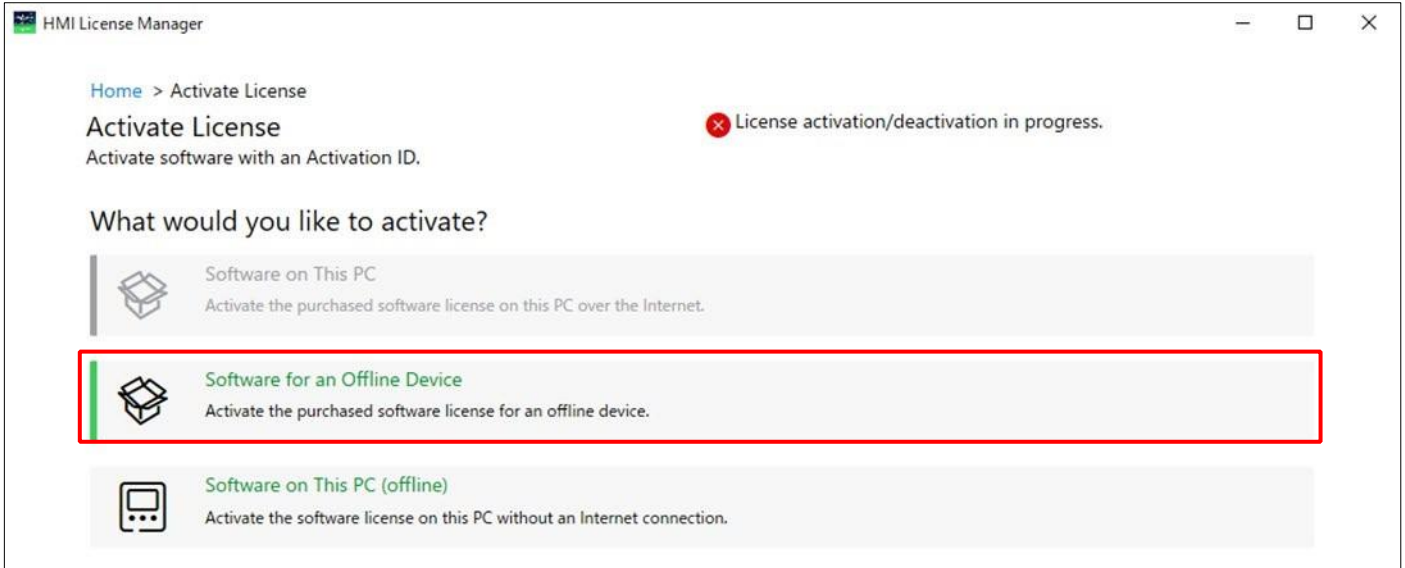 HMI License Manager
Home > Activate License
Activate License
License activation/deactivation in progress.
Activate software with an Activation ID.
What would you like to activate?
Software on This PC
Activate the purchased software license on this PC over the Internet.
Software for an Offline Device
Activate the purchased software license for an offline device.
Software on This PC (offline)
Activate the software license on this PC without an Internet connection.